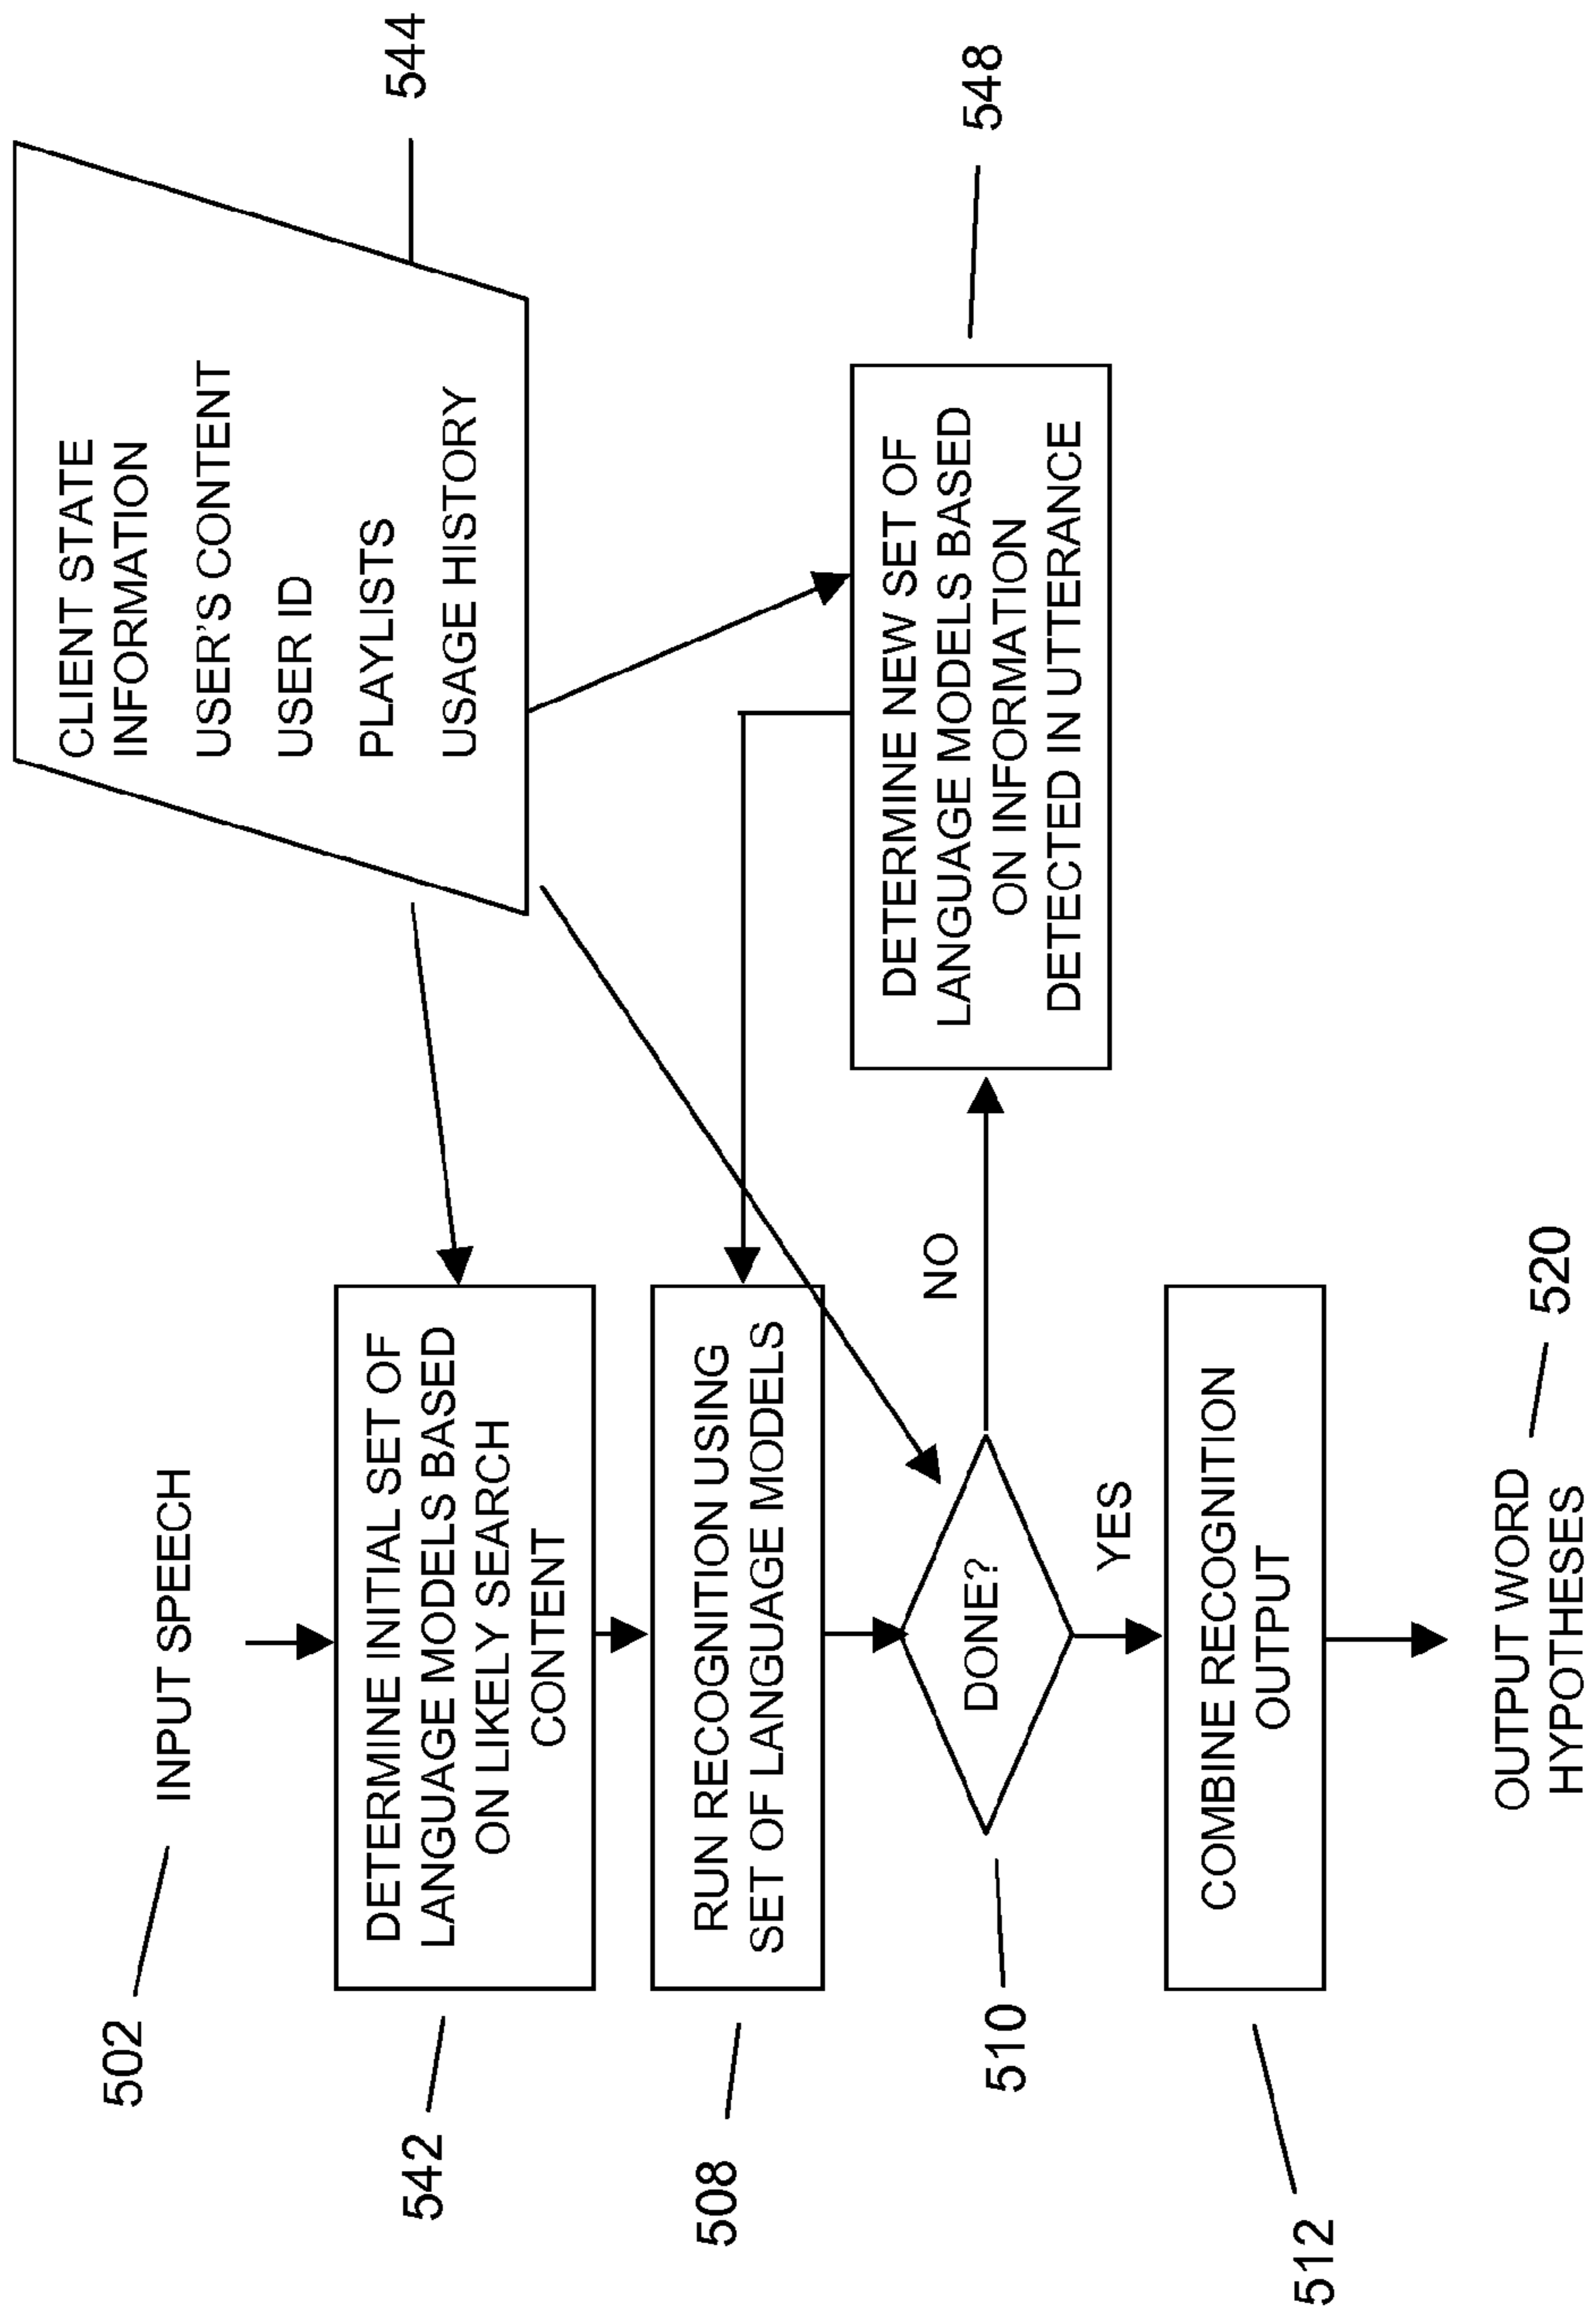 502
INPUT SPEECH
CLIENT STATE
INFORMATION
USER'S CONTENT
USER ID
PLAYLISTS
USAGE HISTORY
544
542
DETERMINE INITIAL SET OF
LANGUAGE MODELS BASED
ON LIKELY SEARCH
CONTENT
508
RUN RECOGNITION USING
SET OF LANGUAGE MODELS
510
DONE?
NO
YES
DETERMINE NEW SET OF
LANGUAGE MODELS BASED
ON INFORMATION
DETECTED IN UTTERANCE
548
512
COMBINE RECOGNITION
OUTPUT
OUTPUT WORD
HYPOTHESES
520